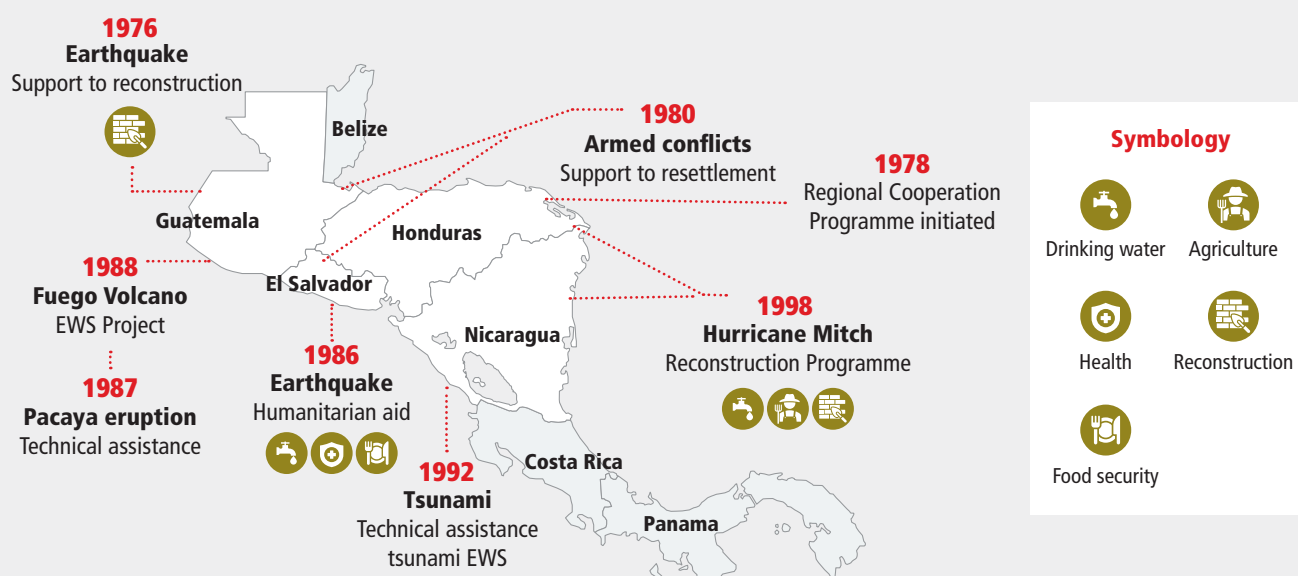 1976
Earthquake
Support to reconstruction
Belize
1980
Armed conflicts
Support to resettlement
1978
Regional Cooperation
Programme initiated
Guatemala
Honduras
El Salvador
Nicaragua
Costa Rica
Panama
1988
Fuego Volcano
EWS Project
1987
Pacaya eruption
Technical assistance
1986
Earthquake
Humanitarian aid
1992
Tsunami
Technical assistance
tsunami EWS
1998
Hurricane Mitch
Reconstruction Programme
Symbology
Drinking water
Agriculture
Health
Reconstruction
Food security